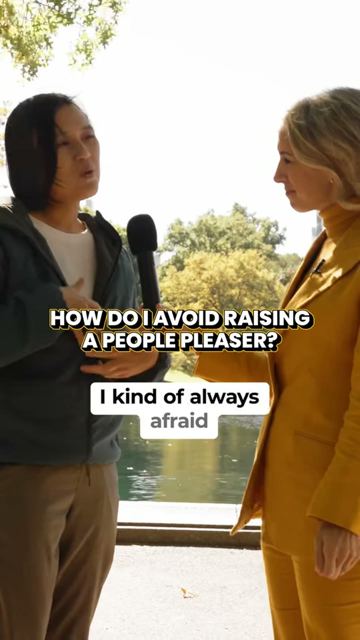 HOW DO I AVOID RAISING
A PEOPLE PLEASER?
I kind of always
afraid